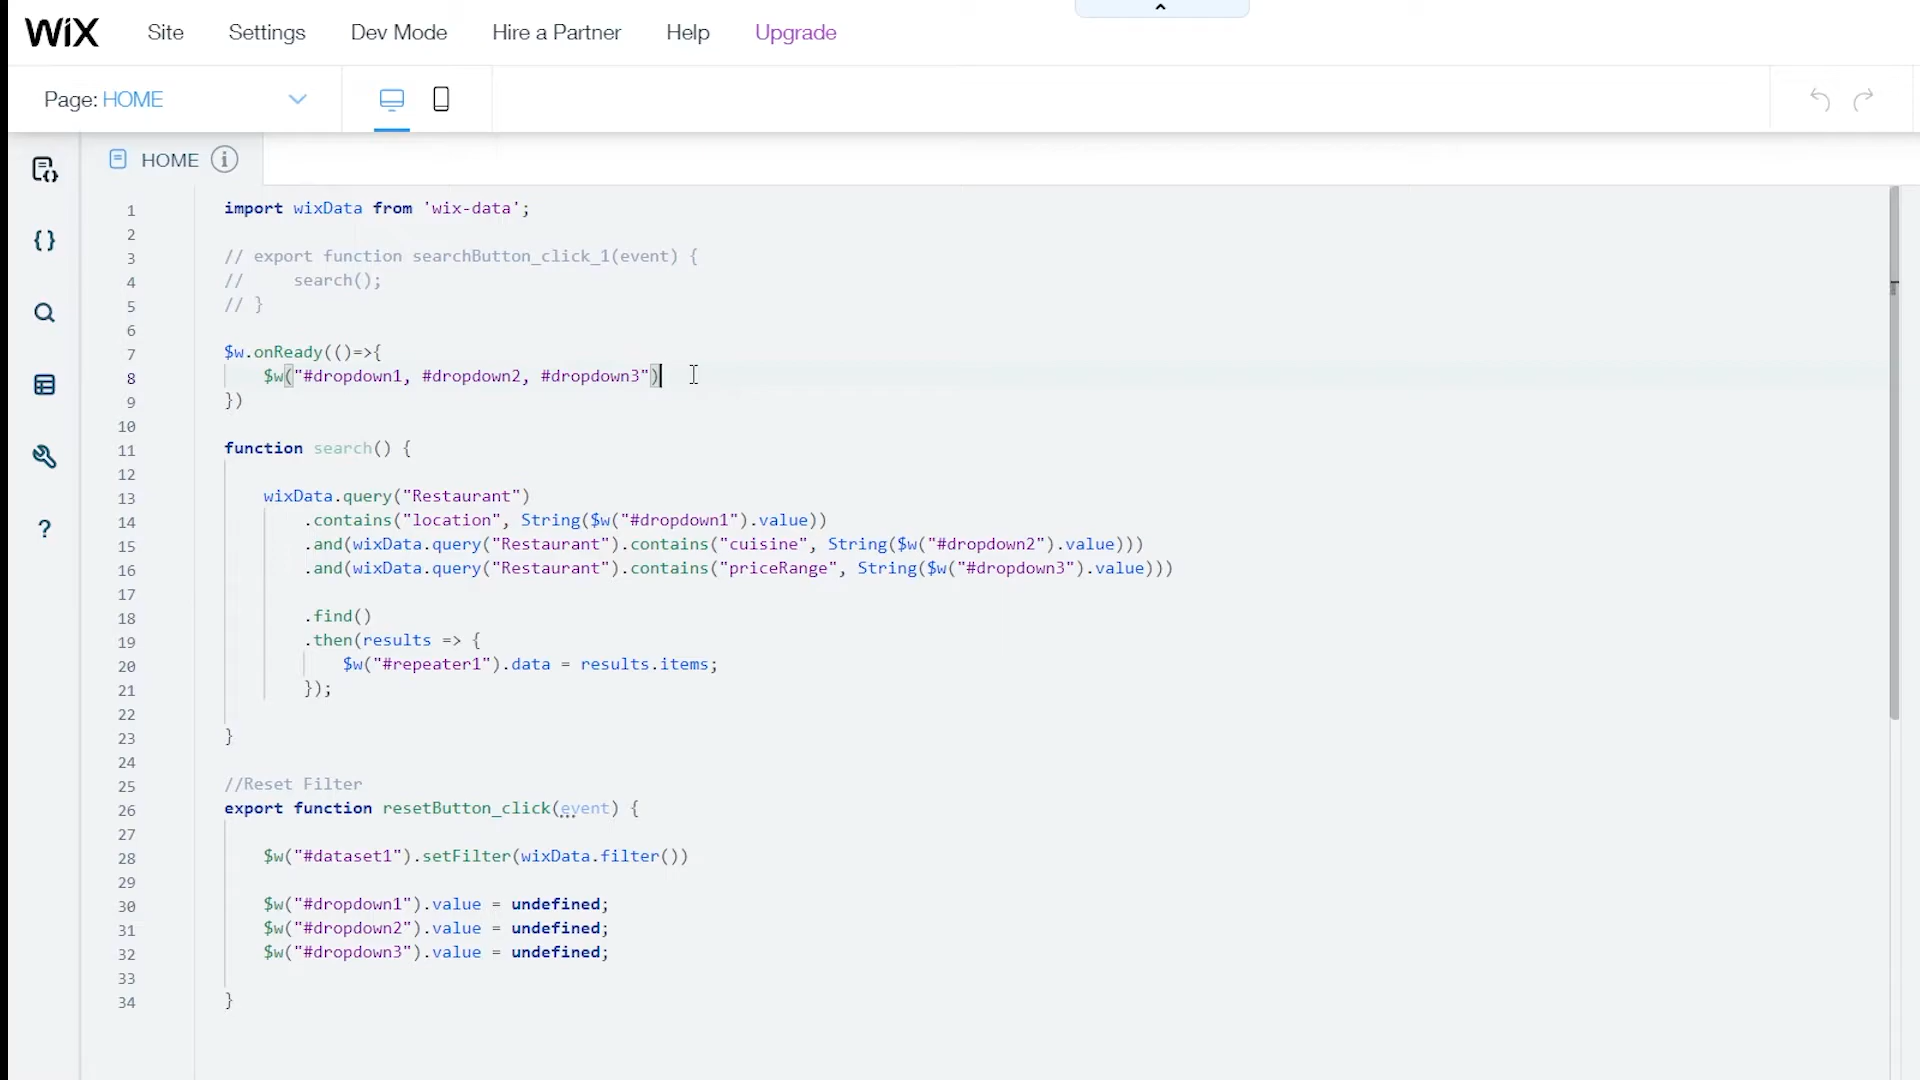 WiX Site Settings Dev Mode Hire a Partner Help Upgrade
Page: HOME
HOME
1 import wixData from 'wix-data';
2
3 // export function searchButton_click_1(event) {
4 //     search();
5 // }
6
7 $w.onReady(()=>{
8     $w("#dropdown1, #dropdown2, #dropdown3")
9 })
10
11 function search() {
12
13     wixData.query("Restaurant")
14         .contains("location", String($w("#dropdown1").value))
15         .and(wixData.query("Restaurant").contains("cuisine", String($w("#dropdown2").value)))
16         .and(wixData.query("Restaurant").contains("priceRange", String($w("#dropdown3").value)))
17
18         .find()
19         .then(results => {
20             $w("#repeater1").data = results.items;
21         });
22
23 }
24
25 //Reset Filter
26 export function resetButton_click(event) {
27
28     $w("#dataset1").setFilter(wixData.filter())
29
30     $w("#dropdown1").value = undefined;
31     $w("#dropdown2").value = undefined;
32     $w("#dropdown3").value = undefined;
33
34 }